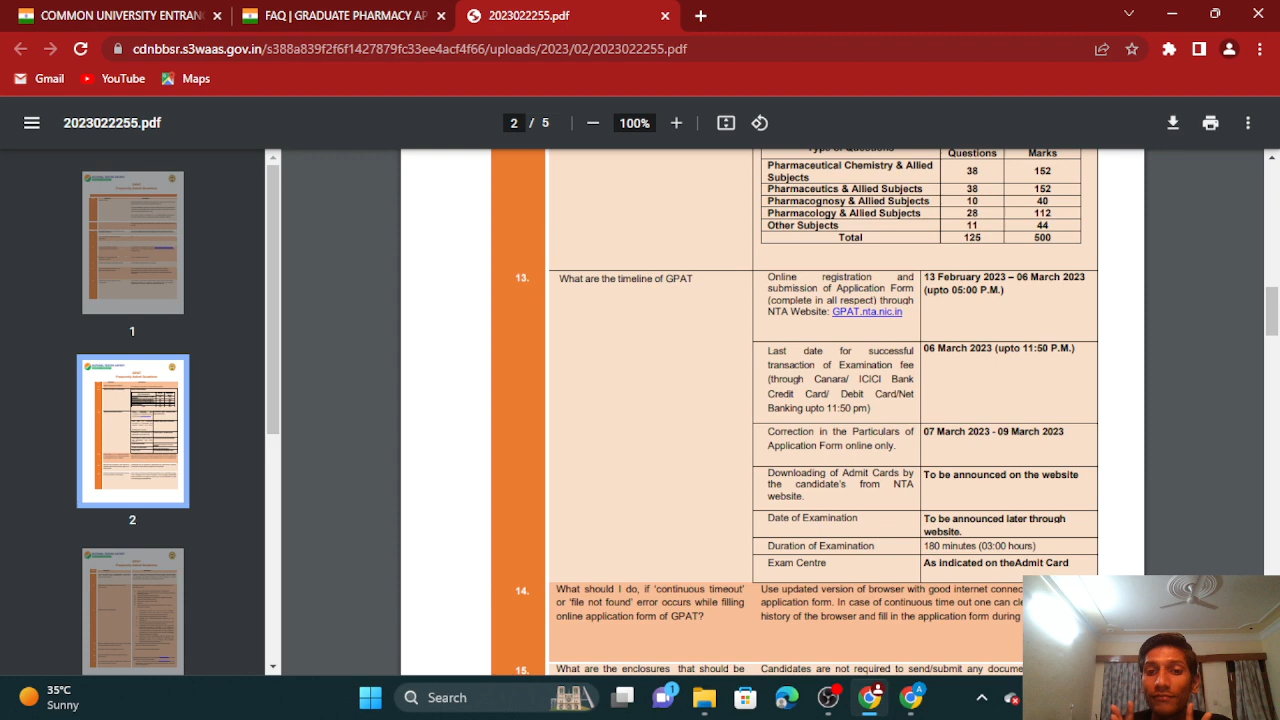 COMMON UNIVERSITY ENTRAN
FAQ | GRADUATE PHARMACY AP
2023022255.pdf
cdnbbsr.s3waas.gov.in/s388a839f2f6f1427879fc33ee4acf4f66/uploads/2023/02/2023022255.pdf
Gmail
YouTube
Maps
2023022255.pdf
2 / 5
100%
1
2
Type of Questions
Questions
Marks
Pharmaceutical Chemistry & Allied
Subjects
38
152
Pharmaceutics & Allied Subjects
38
152
Pharmacognosy & Allied Subjects
10
40
Pharmacology & Allied Subjects
28
112
Other Subjects
11
44
Total
125
500
13.
What are the timeline of GPAT
Online registration and
submission of Application Form
(complete in all respect) through
NTA Website: GPAT.nta.nic.in
13 February 2023 – 06 March 2023
(upto 05:00 P.M.)
Last date for successful
transaction of Examination fee
(through Canara/ ICICI Bank
Credit Card/ Debit Card/Net
Banking upto 11:50 pm)
06 March 2023 (upto 11:50 P.M.)
Correction in the Particulars of
Application Form online only.
07 March 2023 - 09 March 2023
Downloading of Admit Cards by
the candidate's from NTA
website.
To be announced on the website
Date of Examination
To be announced later through
website.
Duration of Examination
180 minutes (03:00 hours)
Exam Centre
As indicated on theAdmit Card
14.
What should I do, if 'continuous timeout'
or 'file not found' error occurs while filling
online application form of GPAT?
Use updated version of browser with good internet connec
application form. In case of continuous time out one can cle
history of the browser and fill in the application form during
15.
What are the enclosures that should be
Candidates are not required to send/submit any docume
35°C
Sunny
Search
1
A